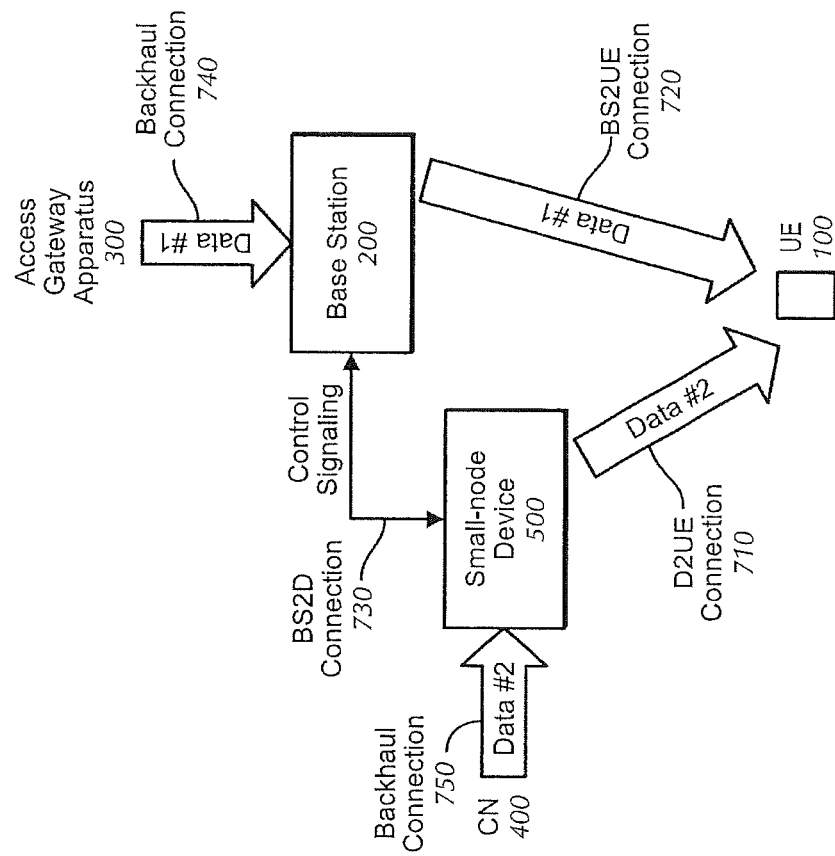 Access
Gateway
Apparatus
300
Backhaul
Connection
740
Data #1
Base Station
200
BS2UE
Connection
720
Data #1
Control
Signaling
BS2D
Connection
730
Small-node
Device
500
Backhaul
Connection
750
Data #2
CN
400
Data #2
D2UE
Connection
710
UE
100